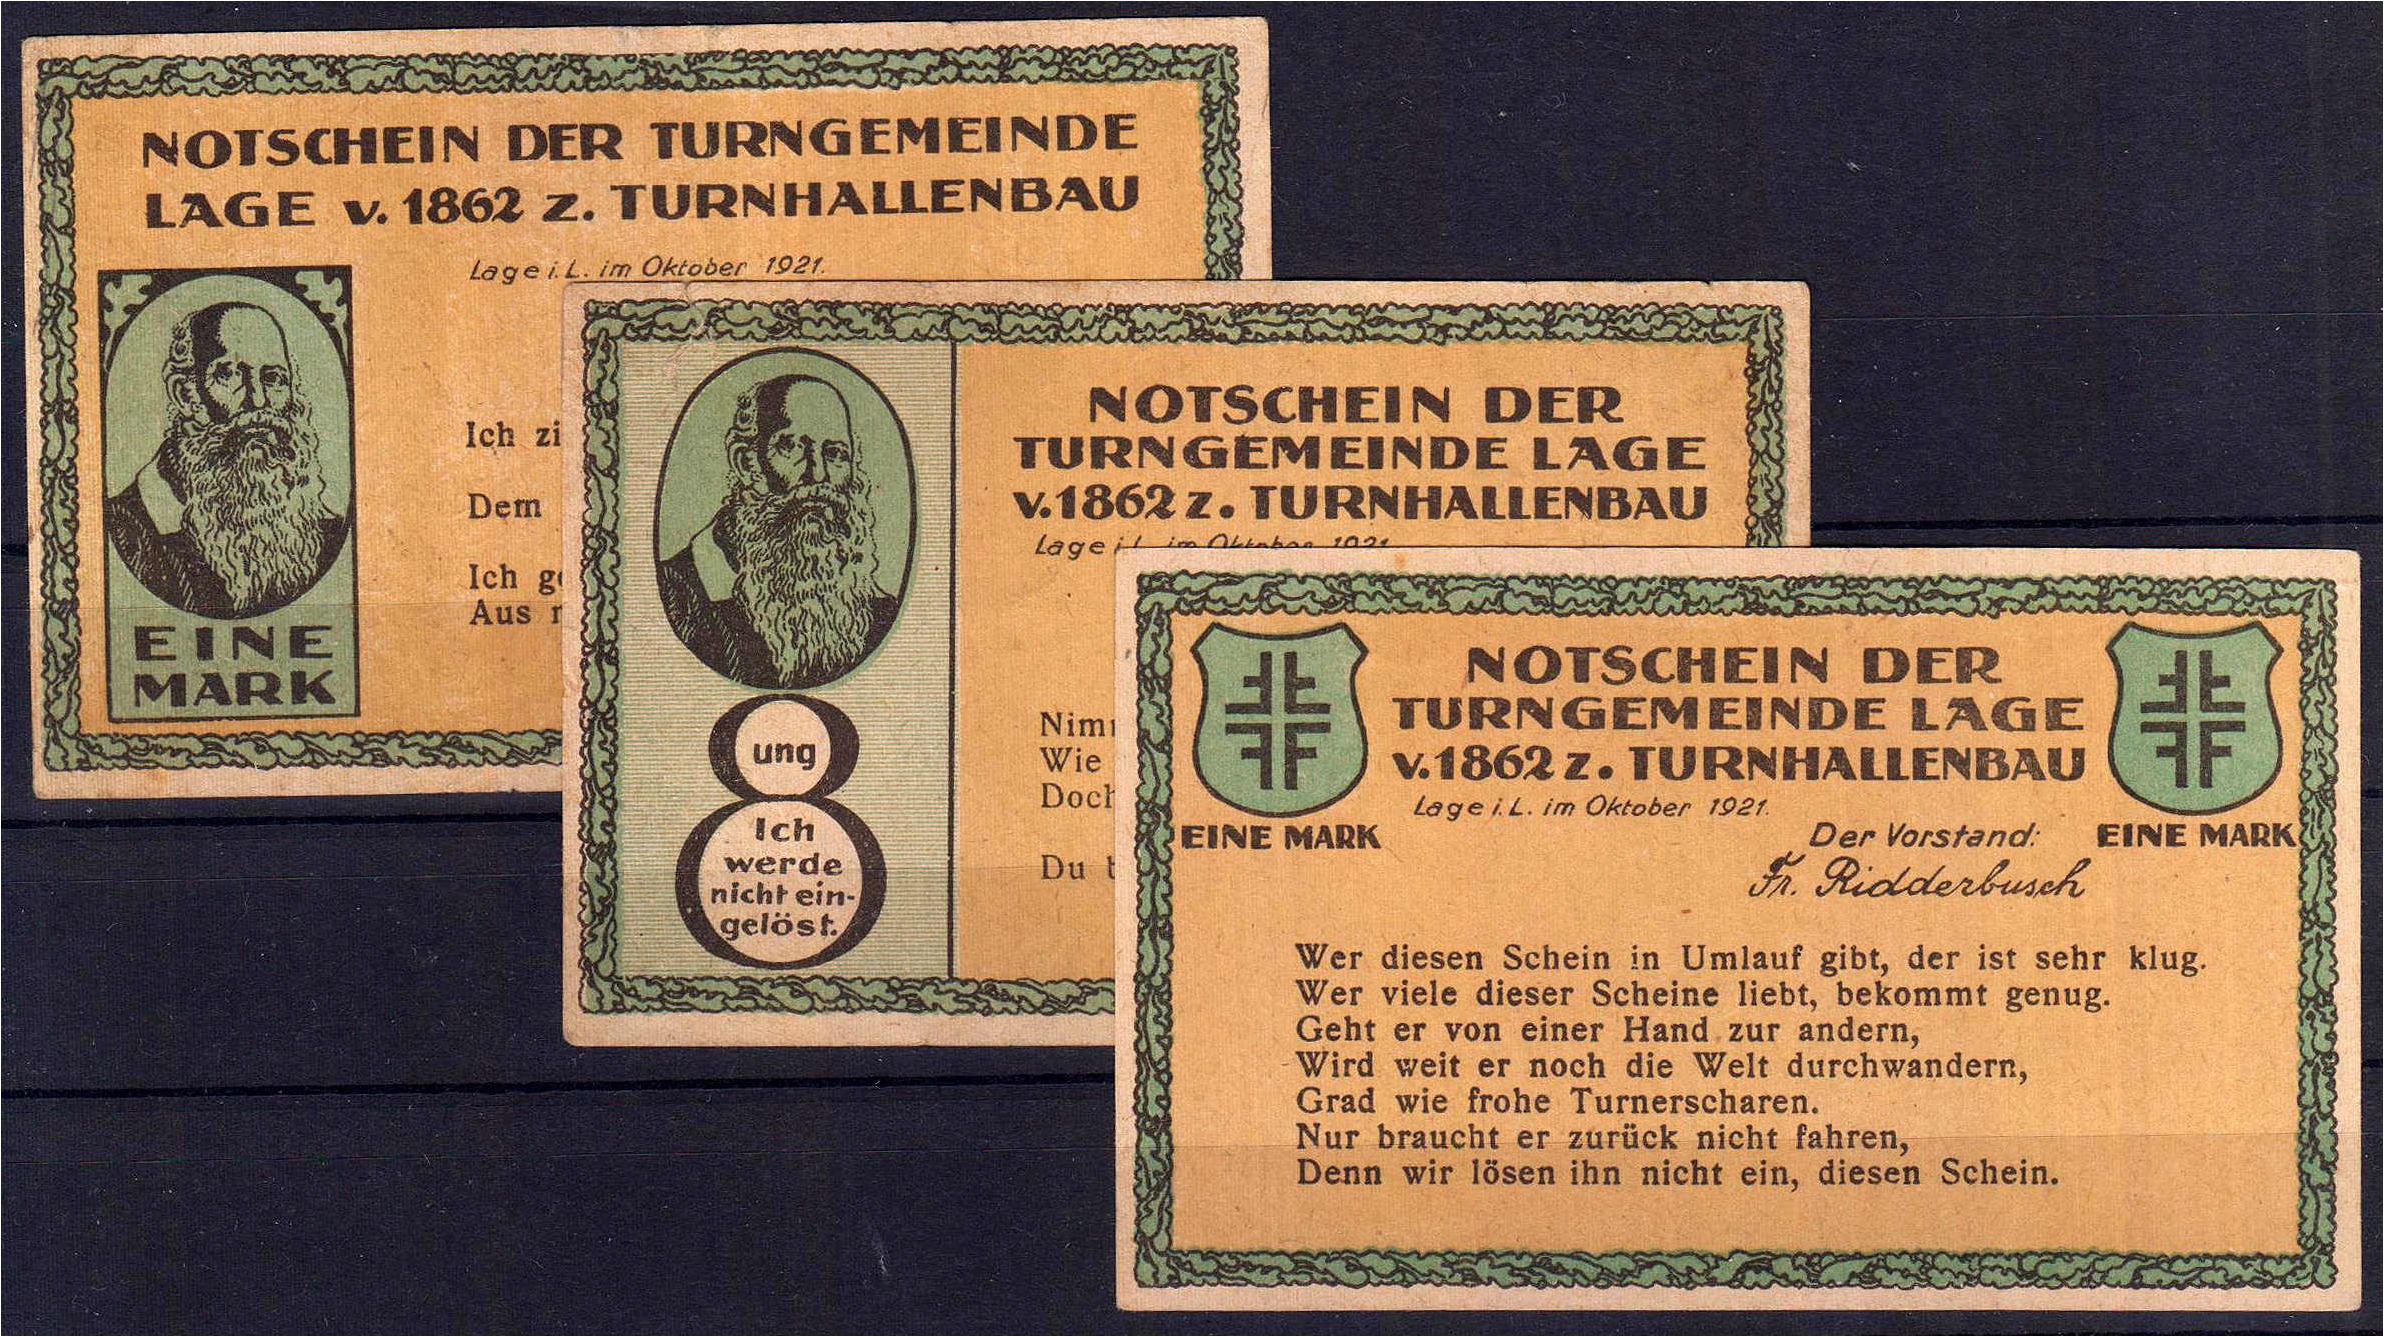 NOTSCHEIN DER TURNGEMEINDE
LAGE v. 1862 z. TURNHALLENBAU
Lage i. L. im Oktober 1921.
Ich
Dem
Ich
Aus
EINE
MARK
NOTSCHEIN DER
TURNGEMEINDE LAGE
v. 1862 z. TURNHALLENBAU
Lage i. L. im Oktober 1921
ung
Ich
werde
nicht ein-
gelöst.
Wie
Doch
Du
NOTSCHEIN DER
TURNGEMEINDE LAGE
v. 1862 z. TURNHALLENBAU
Lage i. L. im Oktober 1921.
EINE MARK
Der Vorstand:
EINE MARK
Fr. Ridderbusch
Wer diesen Schein in Umlauf gibt, der ist sehr klug.
Wer viele dieser Scheine liebt, bekommt genug.
Geht er von einer Hand zur andern,
Wird weit er noch die Welt durchwandern,
Grad wie frohe Turnerscharen.
Nur braucht er zurück nicht fahren,
Denn wir lösen ihn nicht ein, diesen Schein.